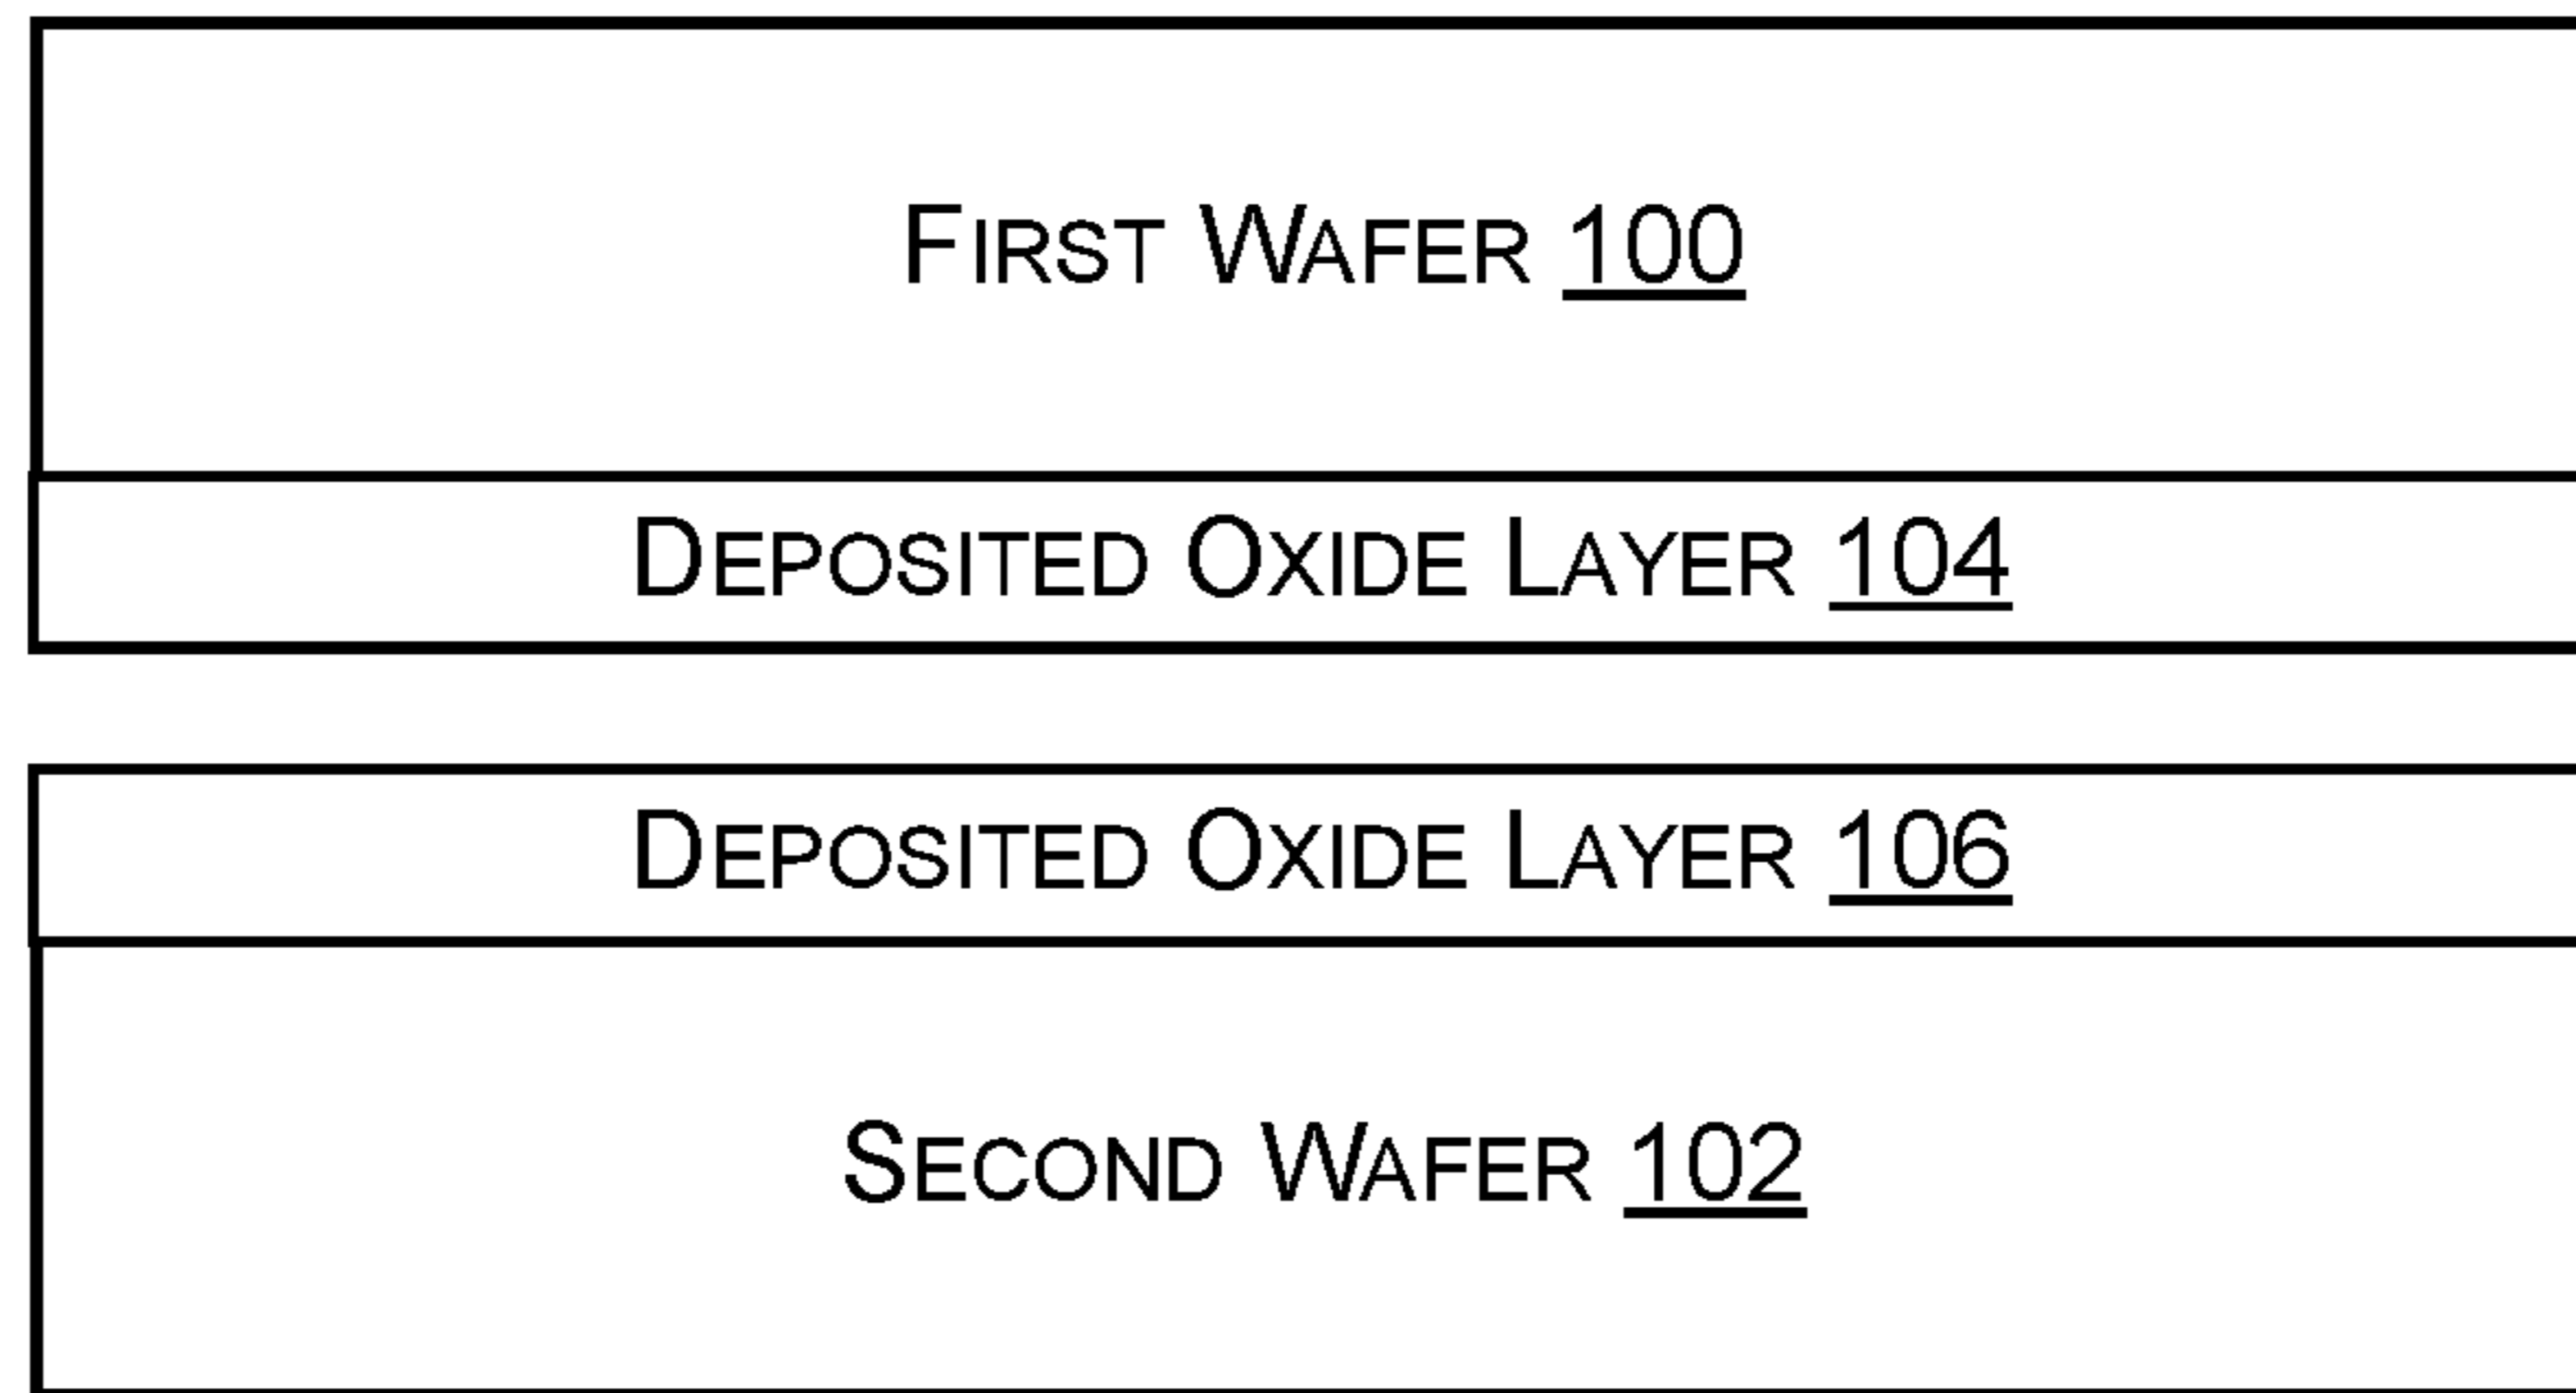 First Wafer 100
Deposited Oxide Layer 104
Deposited Oxide Layer 106
Second Wafer 102